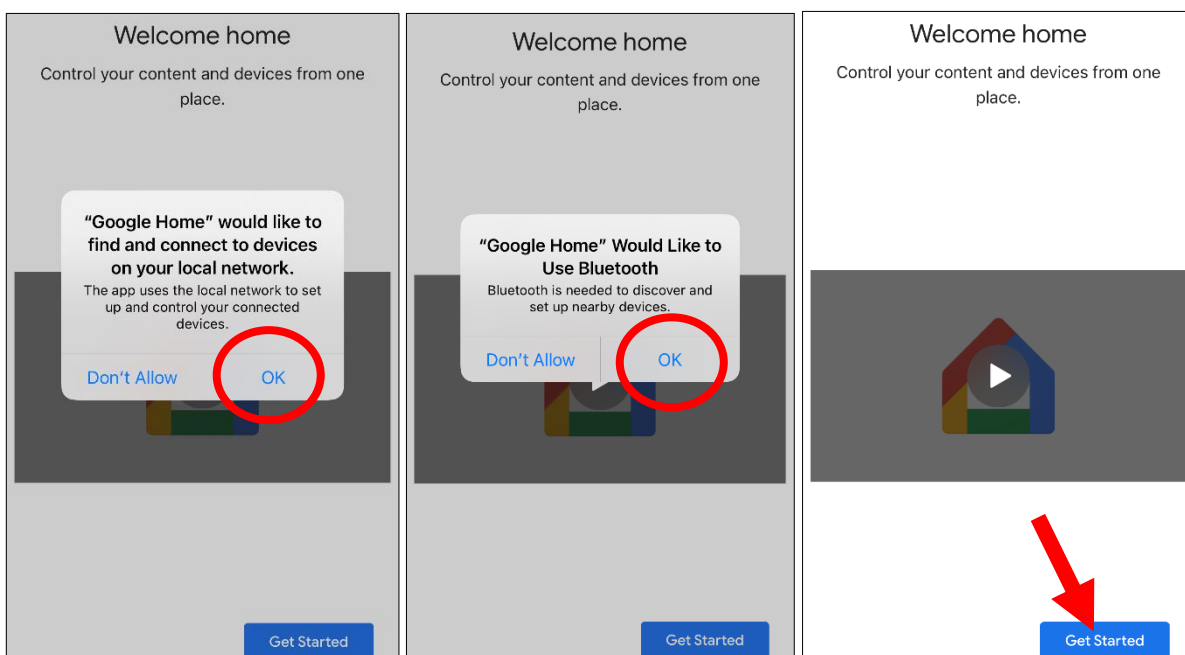 Welcome home
Control your content and devices from one
place.
“Google Home” would like to
find and connect to devices
on your local network.
The app uses the local network to set
up and control your connected
devices.
Don’t Allow
OK
Get Started
Welcome home
Control your content and devices from one
place.
“Google Home” Would Like to
Use Bluetooth
Bluetooth is needed to discover and
set up nearby devices.
Don’t Allow
OK
Get Started
Welcome home
Control your content and devices from one
place.
Get Started